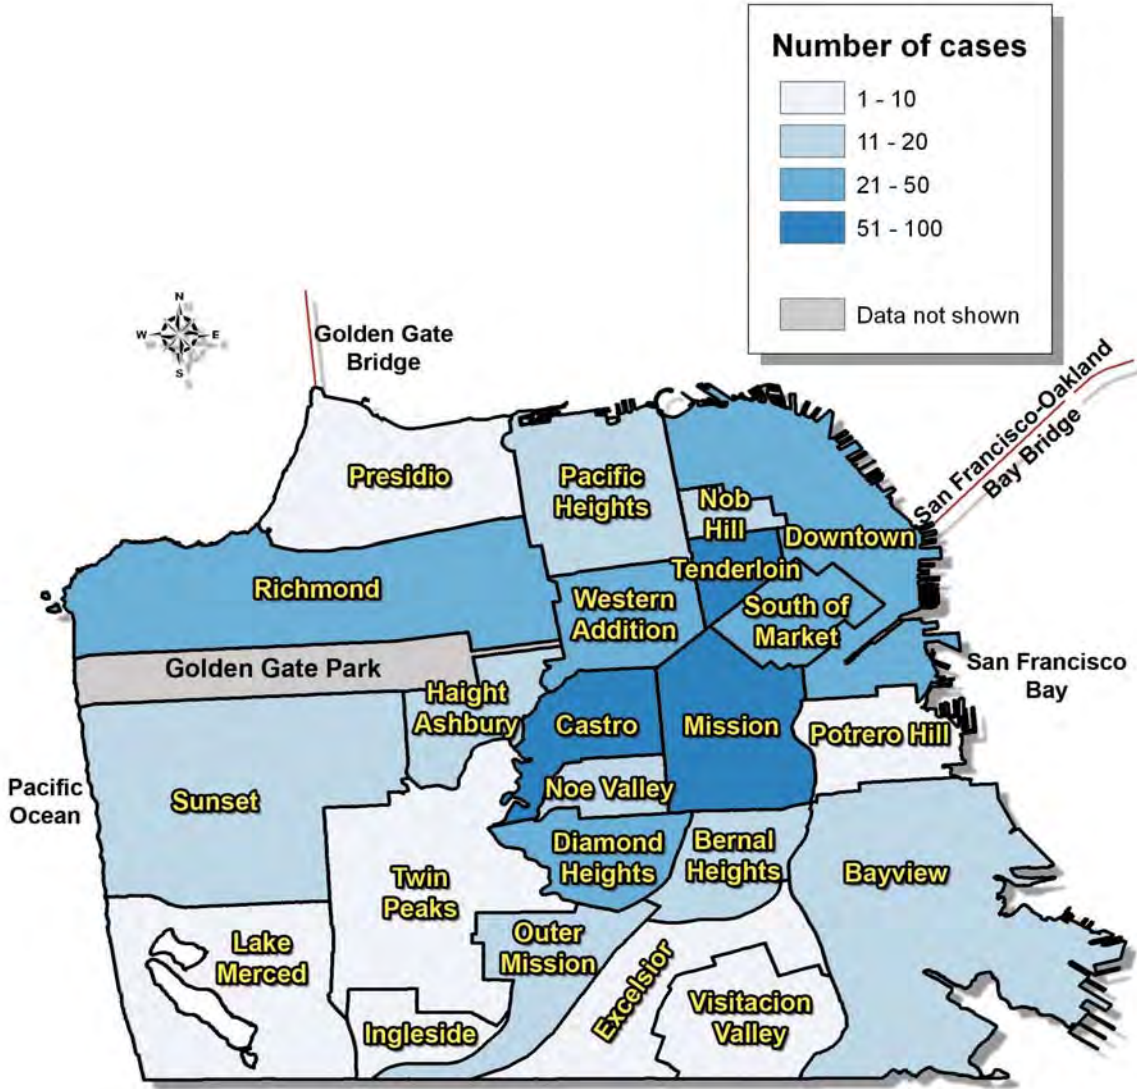 Number of cases
1 - 10
11 - 20
21 - 50
51 - 100
Data not shown
N
W
E
S
Golden Gate
Bridge
San Francisco-Oakland
Bay Bridge
Presidio
Pacific
Heights
Nob
Hill
Downtown
Tenderloin
Richmond
Western
Addition
South of
Market
Golden Gate Park
San Francisco
Bay
Haight
Ashbury
Castro
Mission
Potrero Hill
Pacific
Ocean
Sunset
Noe Valley
Diamond
Heights
Bernal
Heights
Bayview
Twin
Peaks
Outer
Mission
Lake
Merced
Excelsior
Visitacion
Valley
Ingleside